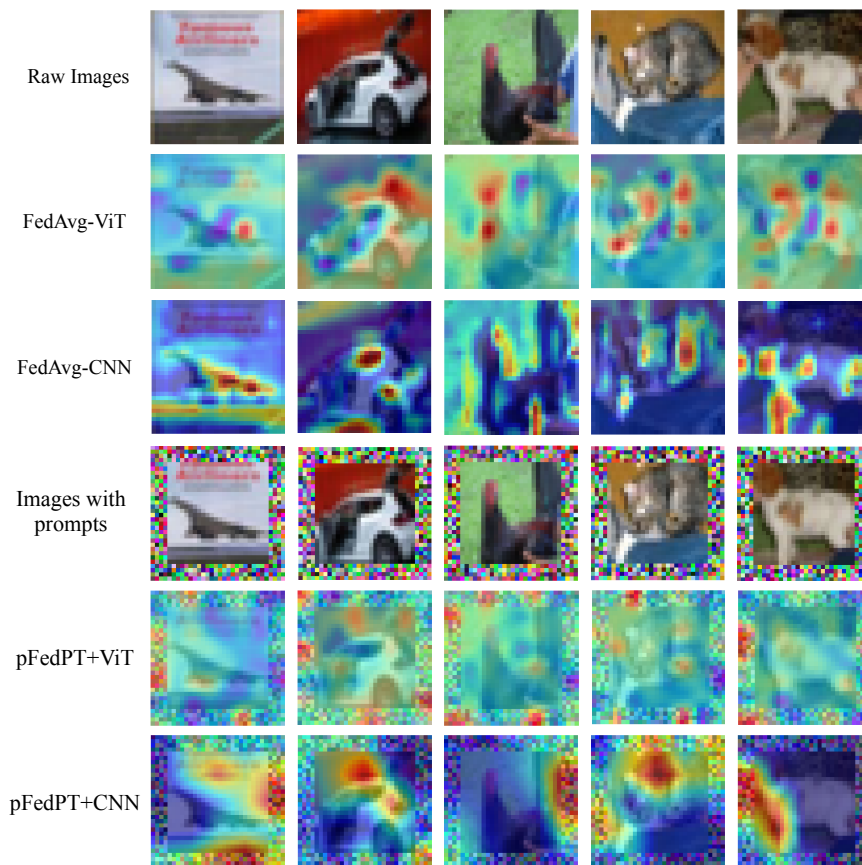 Raw Images
FedAvg-ViT
FedAvg-CNN
Images with
prompts
pFedPT+ViT
pFedPT+CNN